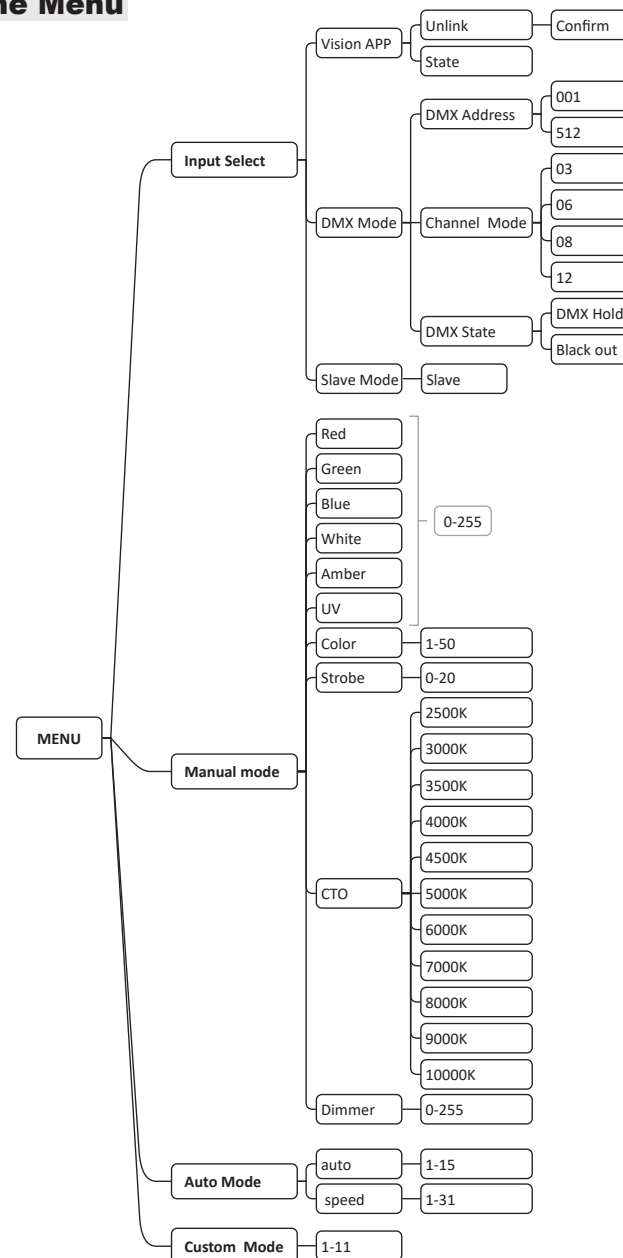 Menu
Unlink
Confirm
Vision APP
State
001
DMX Address
512
Input Select
03
06
DMX Mode
Channel Mode
08
12
DMX Hold
DMX State
Black out
Slave Mode
Slave
Red
Green
Blue
0-255
White
Amber
UV
Color
1-50
Strobe
0-20
2500K
MENU
3000K
Manual mode
3500K
4000K
4500K
CTO
5000K
6000K
7000K
8000K
9000K
10000K
Dimmer
0-255
auto
1-15
Auto Mode
speed
1-31
Custom Mode
1-11